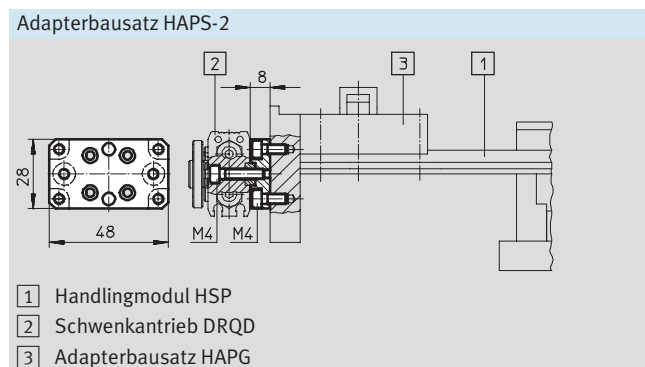 Adapterbausatz HAPS-2
2
8
3
1
28
48
M4
M4
1 Handlingmodul HSP
2 Schwenkantrieb DRQD
3 Adapterbausatz HAPG